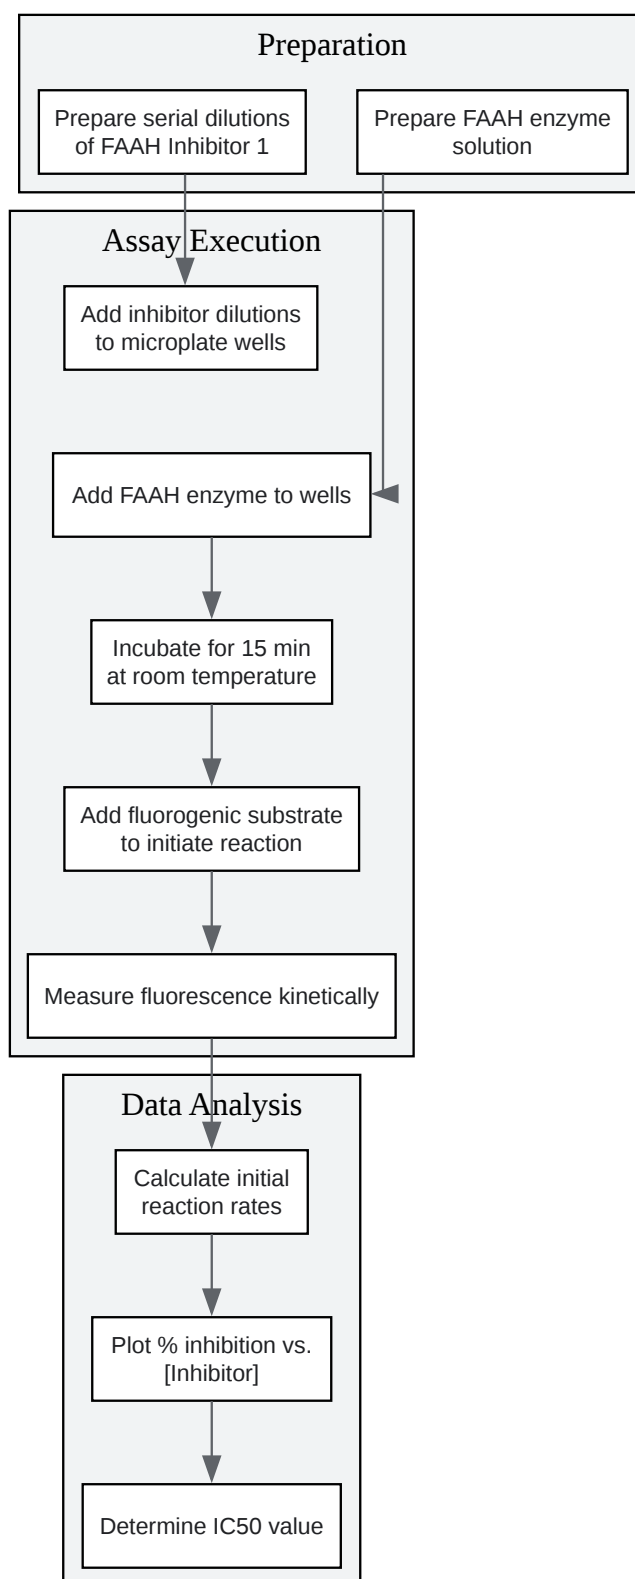 Preparation
Prepare serial dilutions
of FAAH Inhibitor 1
Prepare FAAH enzyme
solution
Assay Execution
Add inhibitor dilutions
to microplate wells
Add FAAH enzyme to wells
Incubate for 15 min
at room temperature
Add fluorogenic substrate
to initiate reaction
Measure fluorescence kinetically
Data Analysis
Calculate initial
reaction rates
Plot % inhibition vs.
[Inhibitor]
Determine IC50 value